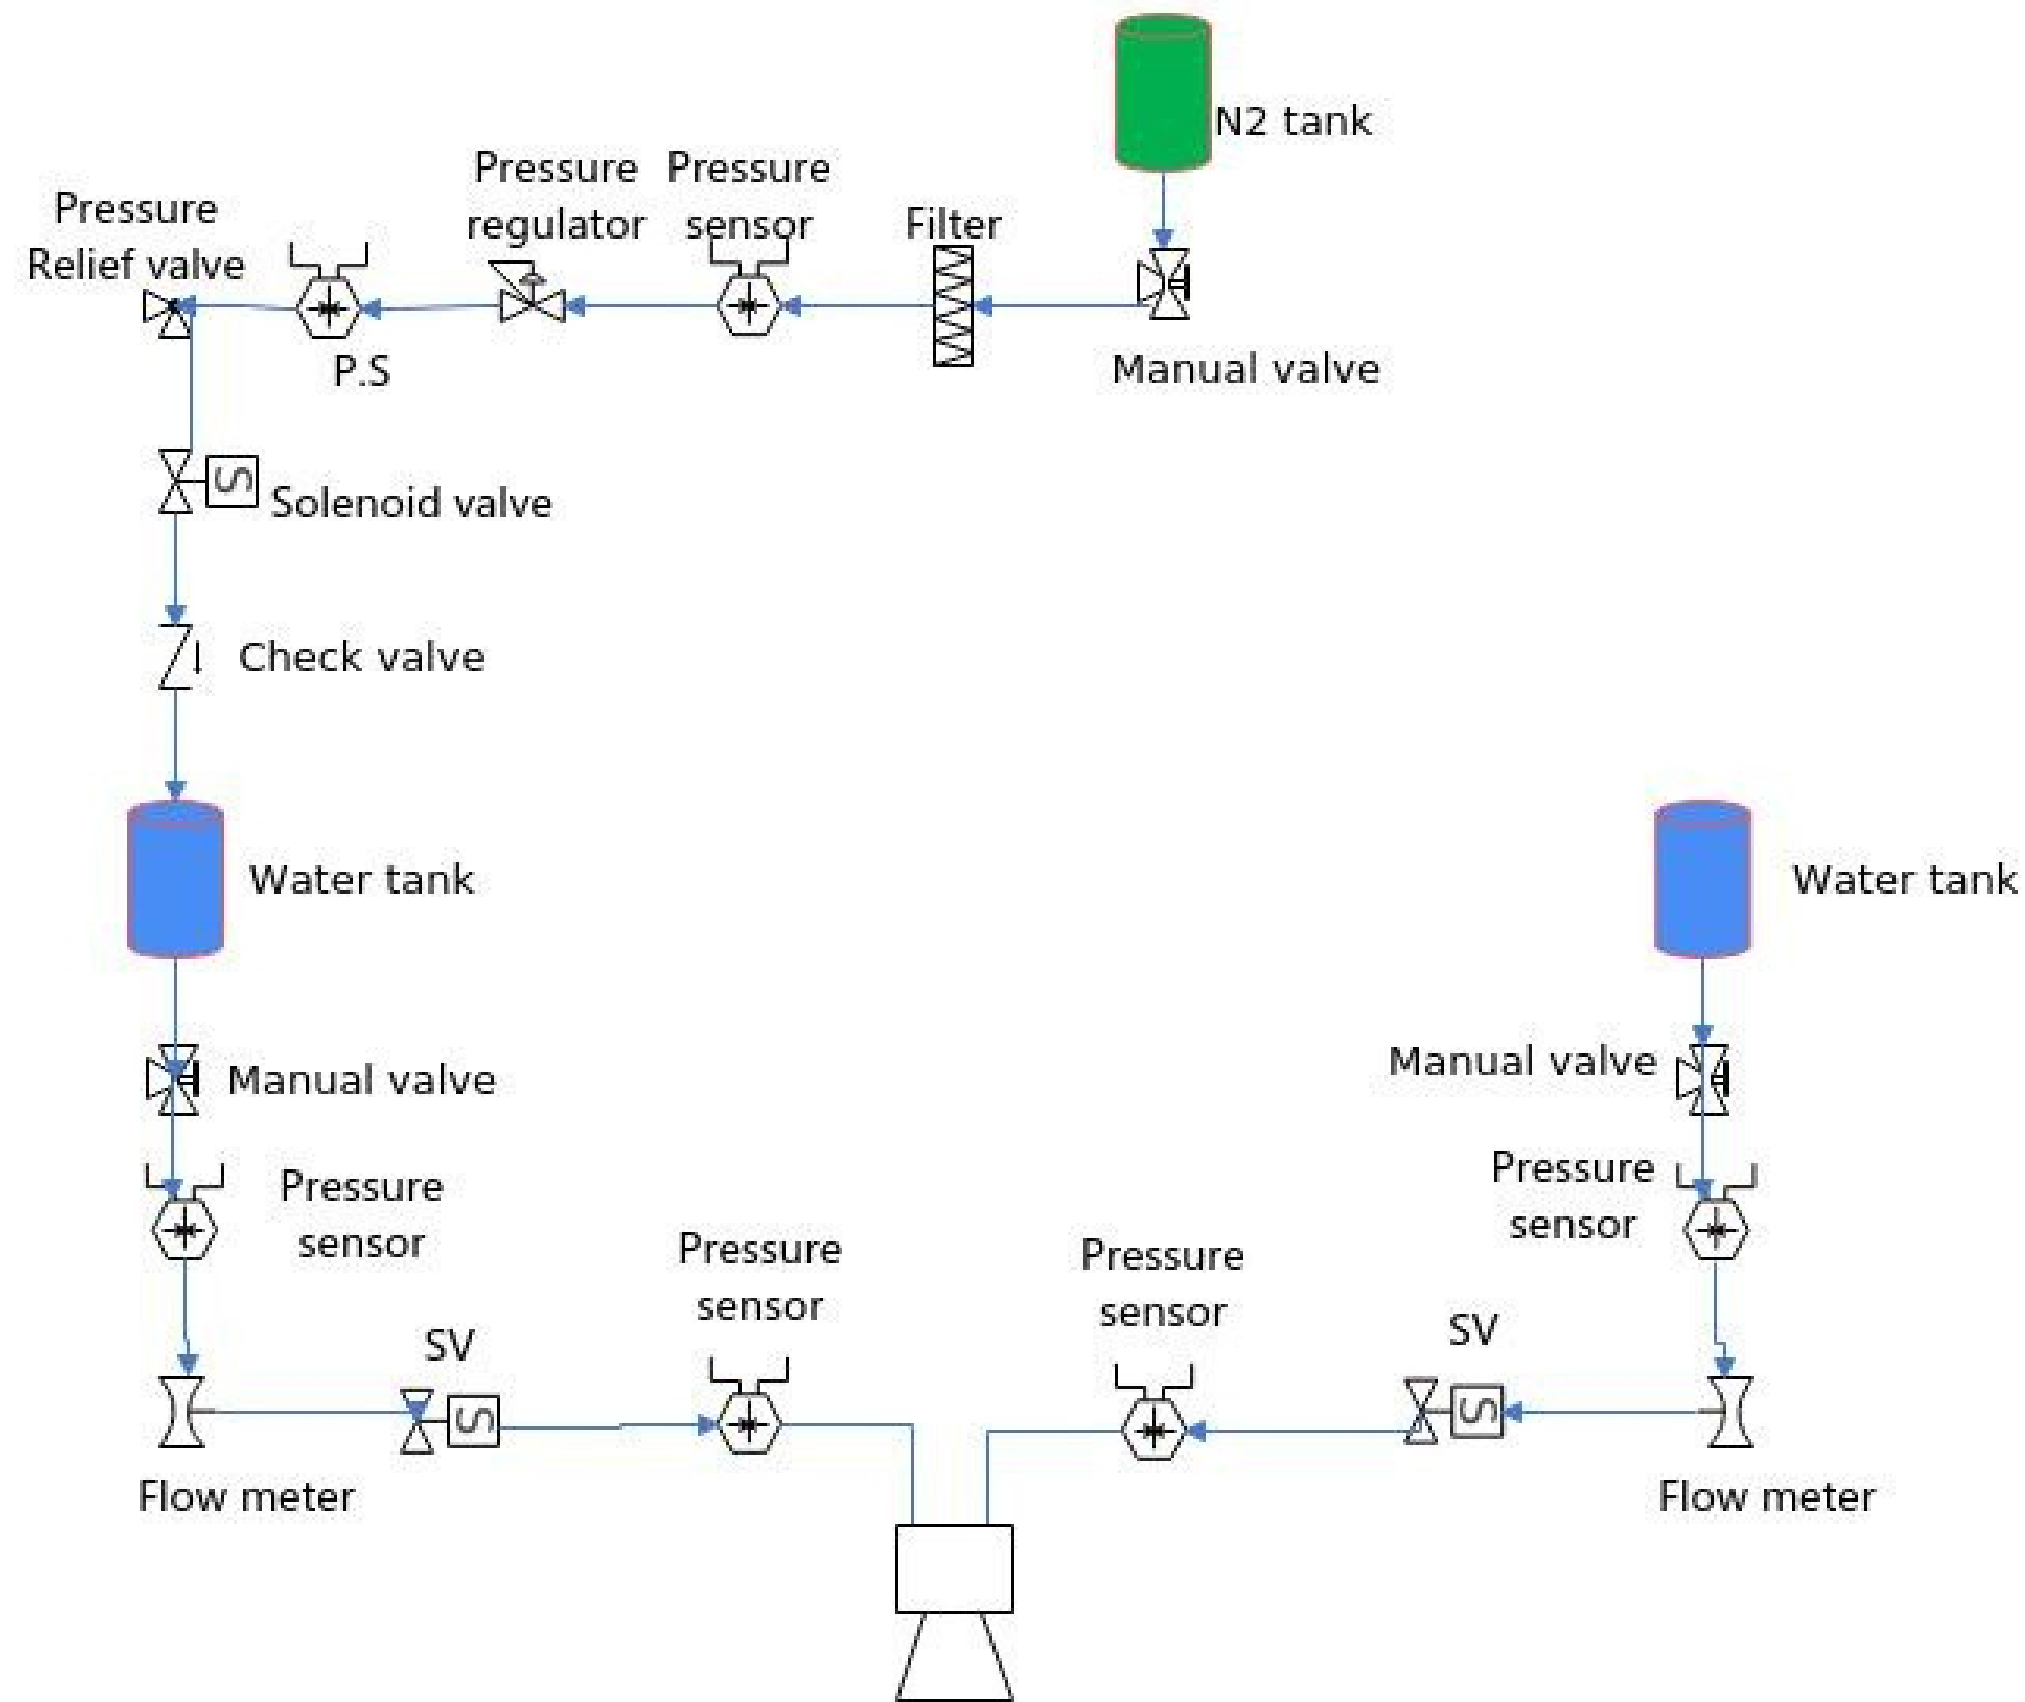 N2 tank
Pressure
regulator
Pressure
sensor
Filter
Pressure
Relief valve
P.S
Manual valve
S
Solenoid valve
Check valve
Water tank
Water tank
Manual valve
Manual valve
Pressure
sensor
Pressure
sensor
Pressure
sensor
Pressure
sensor
SV
SV
S
S
Flow meter
Flow meter